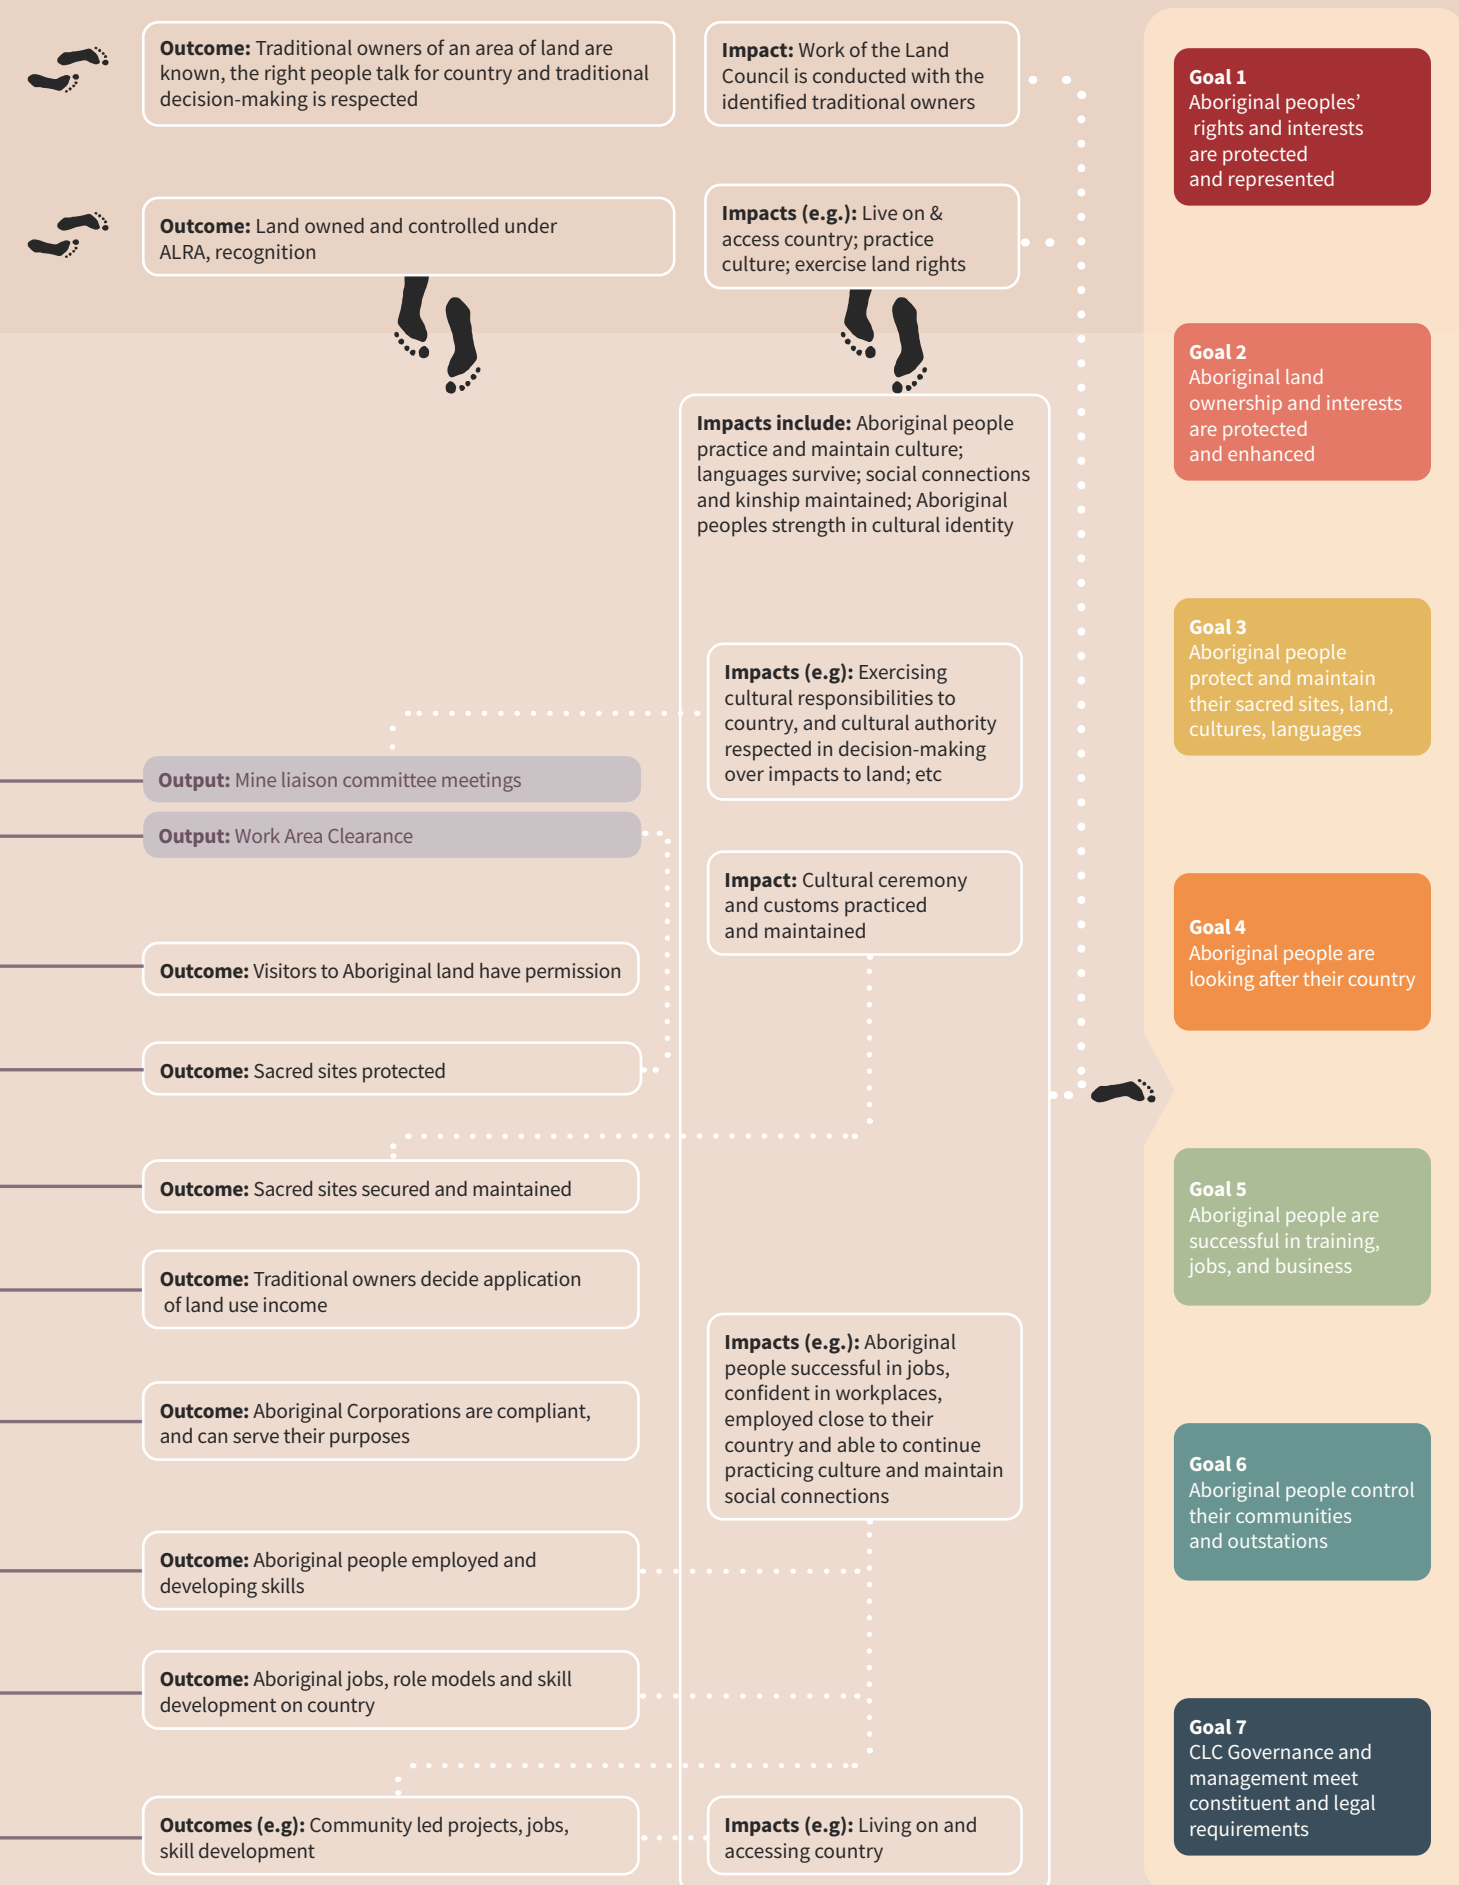 Outcome: Traditional owners of an area of land are
known, the right people talk for country and traditional
decision-making is respected
Impact: Work of the Land
Council is conducted with the
identified traditional owners
Outcome: Land owned and controlled under
ALRA, recognition
Impacts (e.g.): Live on &
access country; practice
culture; exercise land rights
Impacts include: Aboriginal people
practice and maintain culture;
languages survive; social connections
and kinship maintained; Aboriginal
peoples strength in cultural identity
Impacts (e.g): Exercising
cultural responsibilities to
country, and cultural authority
respected in decision-making
over impacts to land; etc
Output: Mine liaison committee meetings
Output: Work Area Clearance
Impact: Cultural ceremony
and customs practiced
and maintained
Outcome: Visitors to Aboriginal land have permission
Outcome: Sacred sites protected
Outcome: Sacred sites secured and maintained
Outcome: Traditional owners decide application
of land use income
Impacts (e.g.): Aboriginal
people successful in jobs,
confident in workplaces,
employed close to their
country and able to continue
practicing culture and maintain
social connections
Outcome: Aboriginal Corporations are compliant,
and can serve their purposes
Outcome: Aboriginal people employed and
developing skills
Outcome: Aboriginal jobs, role models and skill
development on country
Outcomes (e.g): Community led projects, jobs,
skill development
Impacts (e.g): Living on and
accessing country
Goal 1
Aboriginal peoples’
rights and interests
are protected
and represented
Goal 2
Aboriginal land
ownership and interests
are protected
and enhanced
Goal 3
Aboriginal people
protect and maintain
their sacred sites, land,
cultures, languages
Goal 4
Aboriginal people are
looking after their country
Goal 5
Aboriginal people are
successful in training,
jobs, and business
Goal 6
Aboriginal people control
their communities
and outstations
Goal 7
CLC Governance and
management meet
constituent and legal
requirements